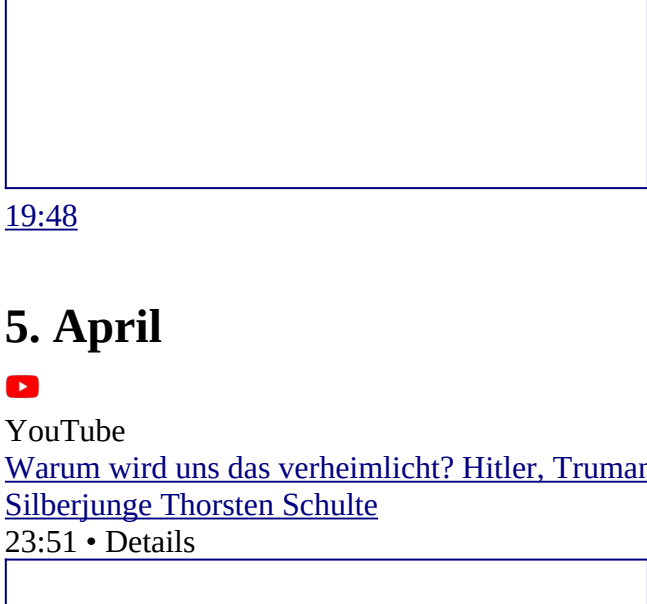 19:48
5. April
YouTube
Warum wird uns das verheimlicht? Hitler, Truman
Silberjunge Thorsten Schulte
23:51 • Details